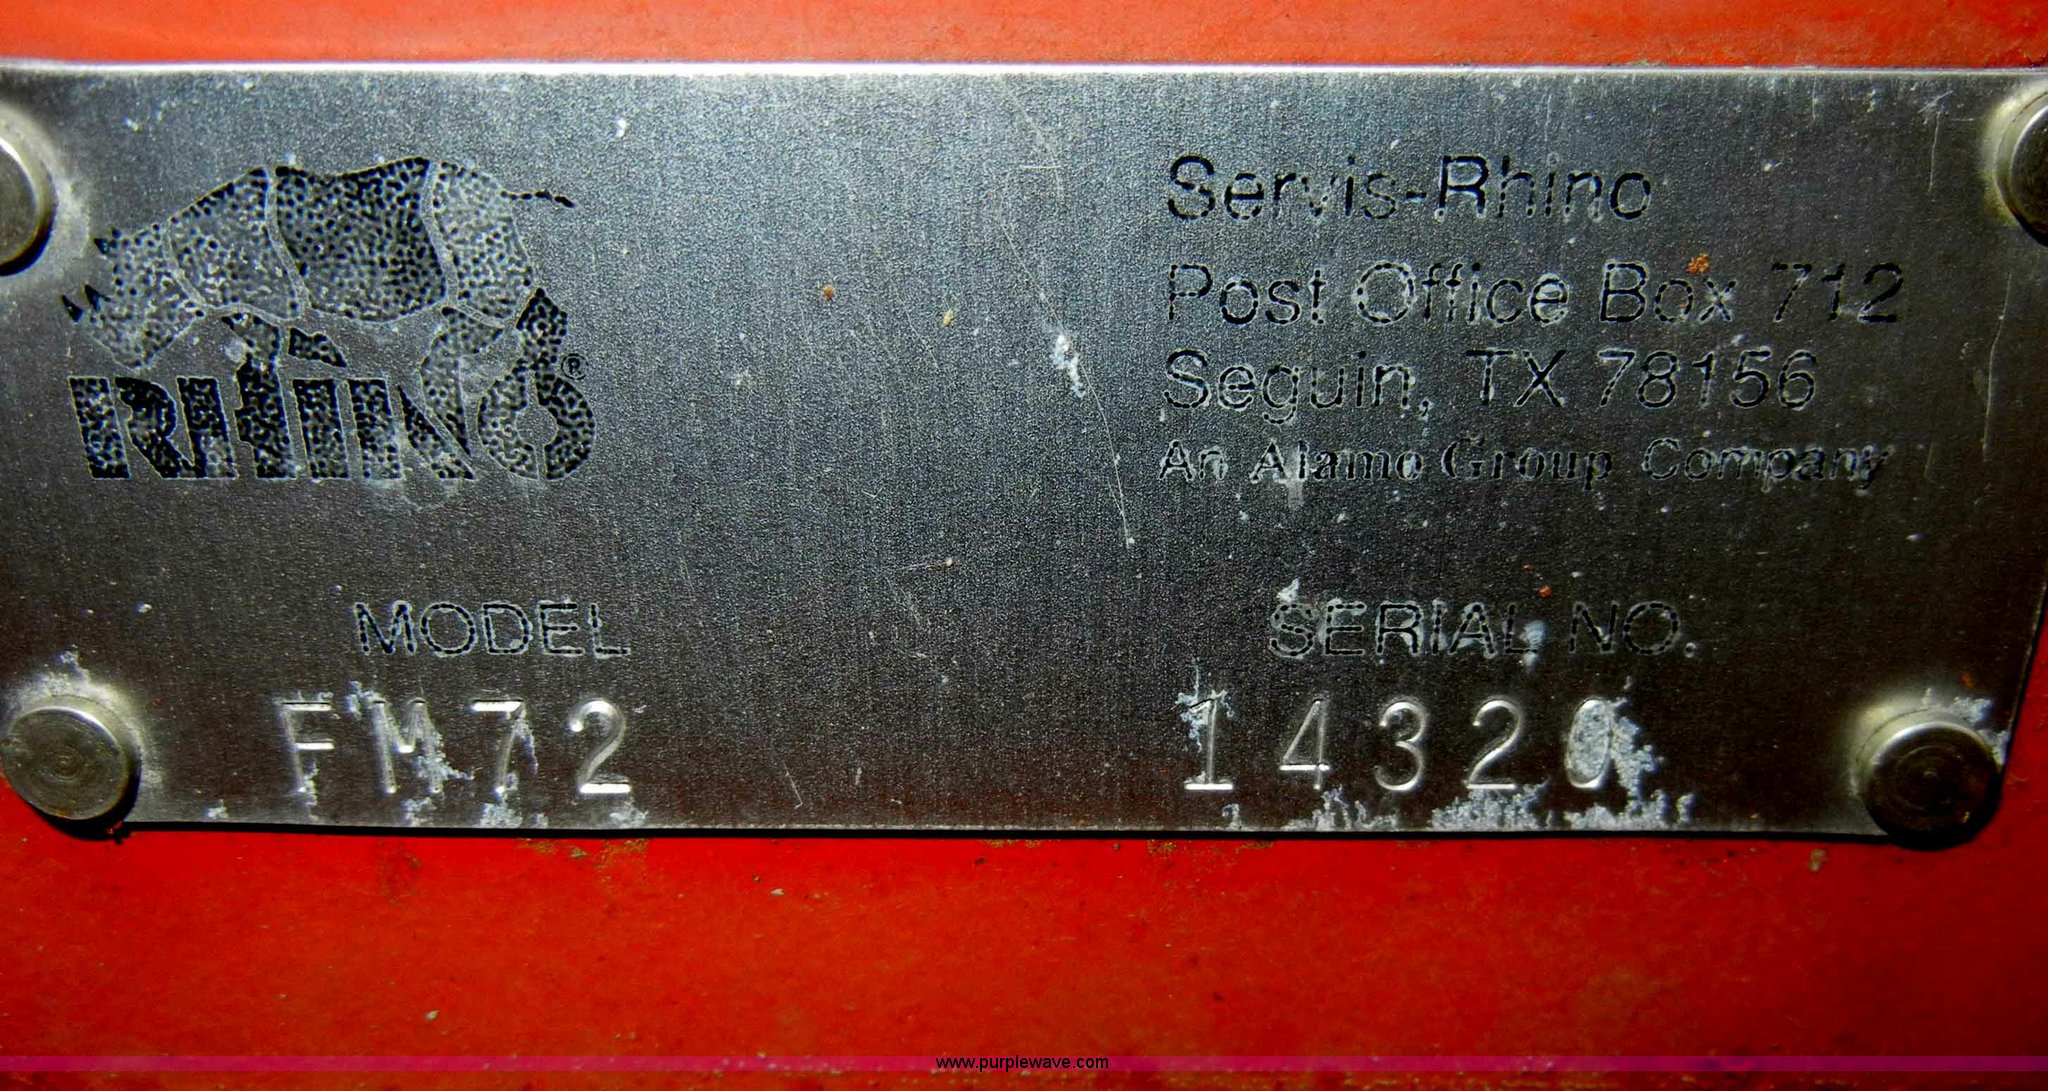 RHINO®
Servis-Rhino
Post Office Box 712
Seguin, TX 78156
An Alamo Group Company
MODEL
FM72
SERIAL NO.
14320
www.purplewave.com